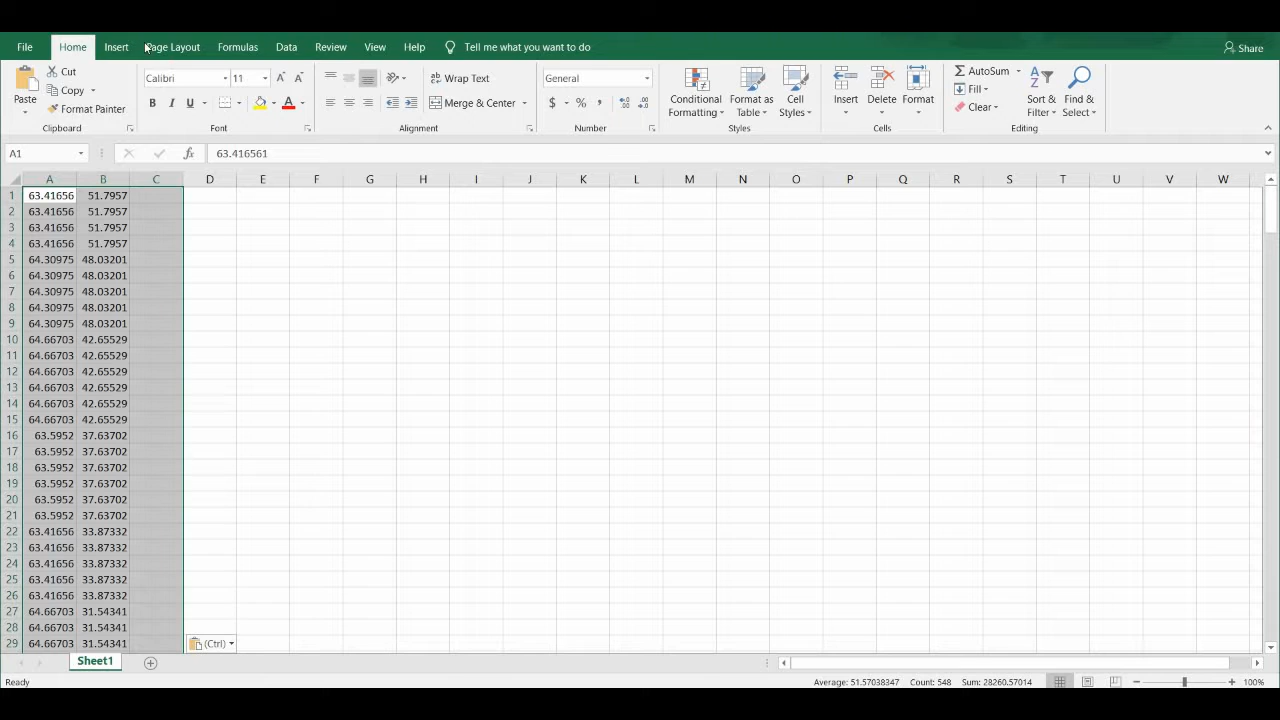 File Home Insert Page Layout Formulas Data Review View Help Tell me what you want to do Share
Paste Cut Copy Format Painter Clipboard
Calibri 11 B I U Font
Wrap Text Merge & Center Alignment
General $ % , Number
Conditional Formatting Format as Table Cell Styles Styles
Insert Delete Format Cells
AutoSum Fill Clear Sort & Filter Find & Select Editing
A1 fx 63.416561
A B C D E F G H I J K L M N O P Q R S T U V W
1 63.41656 51.7957
2 63.41656 51.7957
3 63.41656 51.7957
4 63.41656 51.7957
5 64.30975 48.03201
6 64.30975 48.03201
7 64.30975 48.03201
8 64.30975 48.03201
9 64.30975 48.03201
10 64.66703 42.65529
11 64.66703 42.65529
12 64.66703 42.65529
13 64.66703 42.65529
14 64.66703 42.65529
15 64.66703 42.65529
16 63.5952 37.63702
17 63.5952 37.63702
18 63.5952 37.63702
19 63.5952 37.63702
20 63.5952 37.63702
21 63.5952 37.63702
22 63.41656 33.87332
23 63.41656 33.87332
24 63.41656 33.87332
25 63.41656 33.87332
26 63.41656 33.87332
27 64.66703 31.54341
28 64.66703 31.54341
29 64.66703 31.54341
(Ctrl)
Sheet1
Ready Average: 51.57038347 Count: 548 Sum: 28260.57014 100%